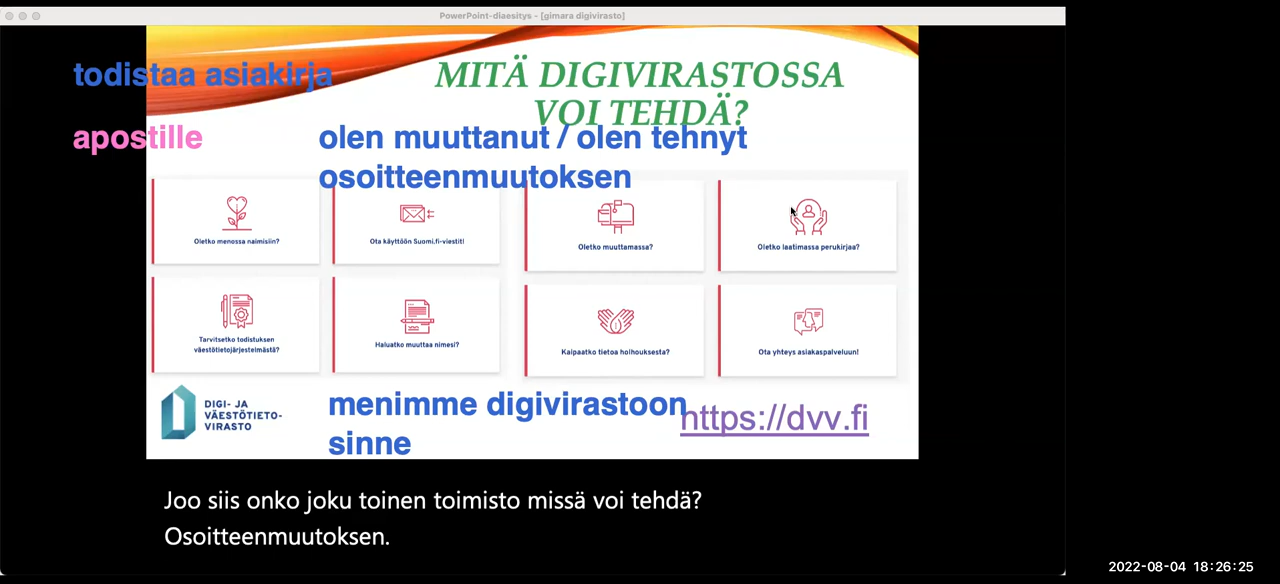 PowerPoint-diaesitys - [gimara digivirasto]
todistaa asiakirja
MITÄ DIGIVIRASTOSSA
VOI TEHDÄ?
apostille
olen muuttanut / olen tehnyt
osoitteenmuutoksen
Oletko menossa naimisiin?
Ota käyttöön Suomi.fi-viestit!
Oletko muuttamassa?
Oletko laatimassa perukirjaa?
Tarvitsetko todistuksen
väestötietojärjestelmästä?
Haluatko muuttaa nimesi?
Kaipaatko tietoa holhouksesta?
Ota yhteys asiakaspalveluun!
DIGI- JA
VÄESTÖTIETO-
VIRASTO
menimme digivirastoon
sinne
https://dvv.fi
Joo siis onko joku toinen toimisto missä voi tehdä?
Osoitteenmuutoksen.
2022-08-04 18:26:25